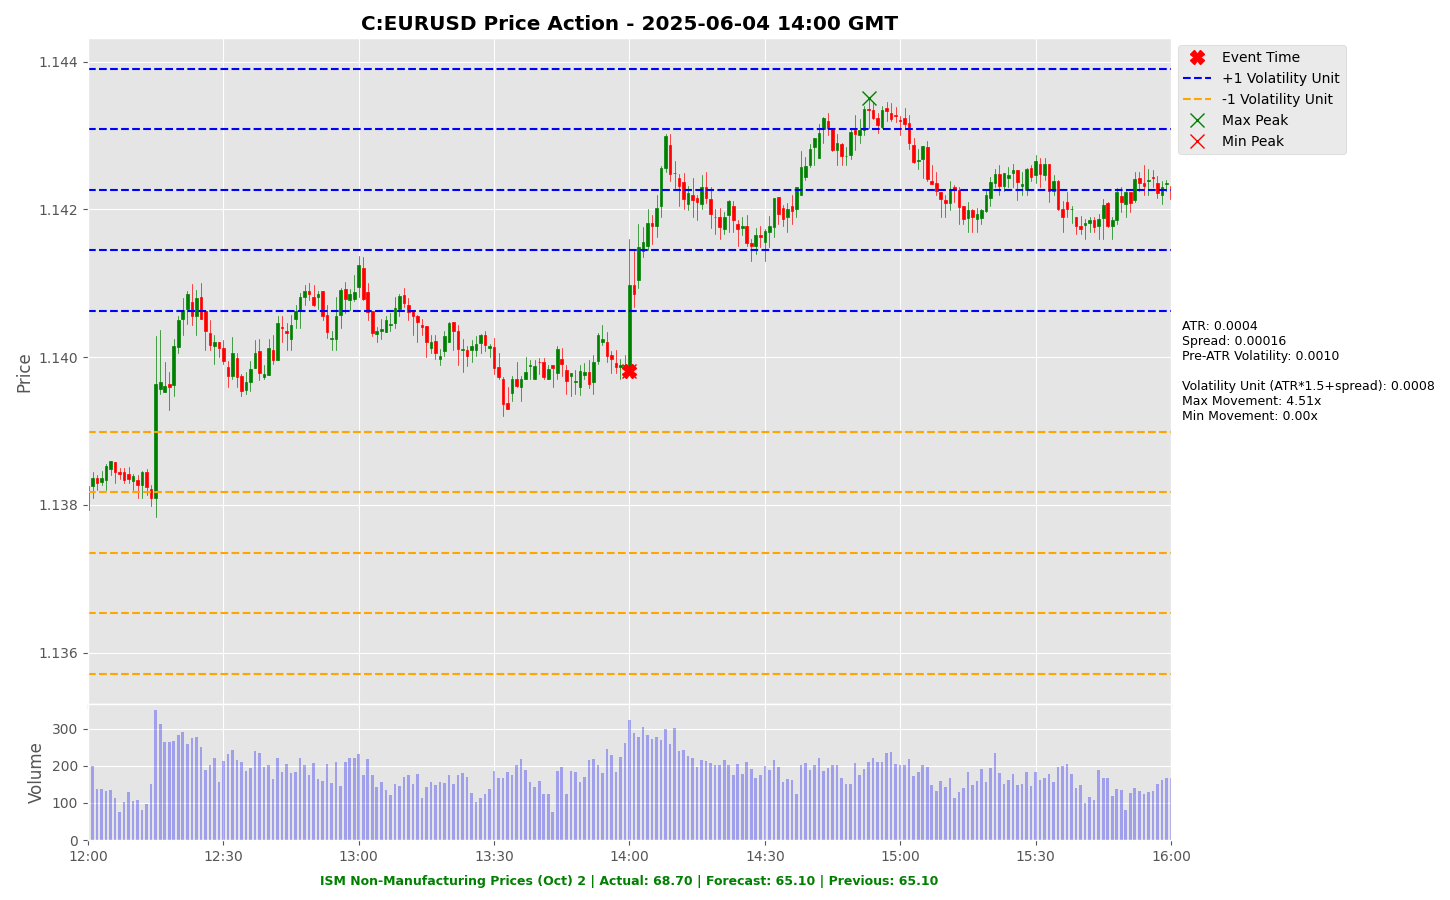 C:EURUSD Price Action - 2025-06-04 14:00 GMT
Event Time
+1 Volatility Unit
-1 Volatility Unit
Max Peak
Min Peak
Price
1.144
1.142
1.140
1.138
1.136
ATR: 0.0004
Spread: 0.00016
Pre-ATR Volatility: 0.0010
Volatility Unit (ATR*1.5+spread): 0.0008
Max Movement: 4.51x
Min Movement: 0.00x
Volume
300
200
100
0
12:00 12:30 13:00 13:30 14:00 14:30 15:00 15:30 16:00
ISM Non-Manufacturing Prices (Oct) 2 | Actual: 68.70 | Forecast: 65.10 | Previous: 65.10